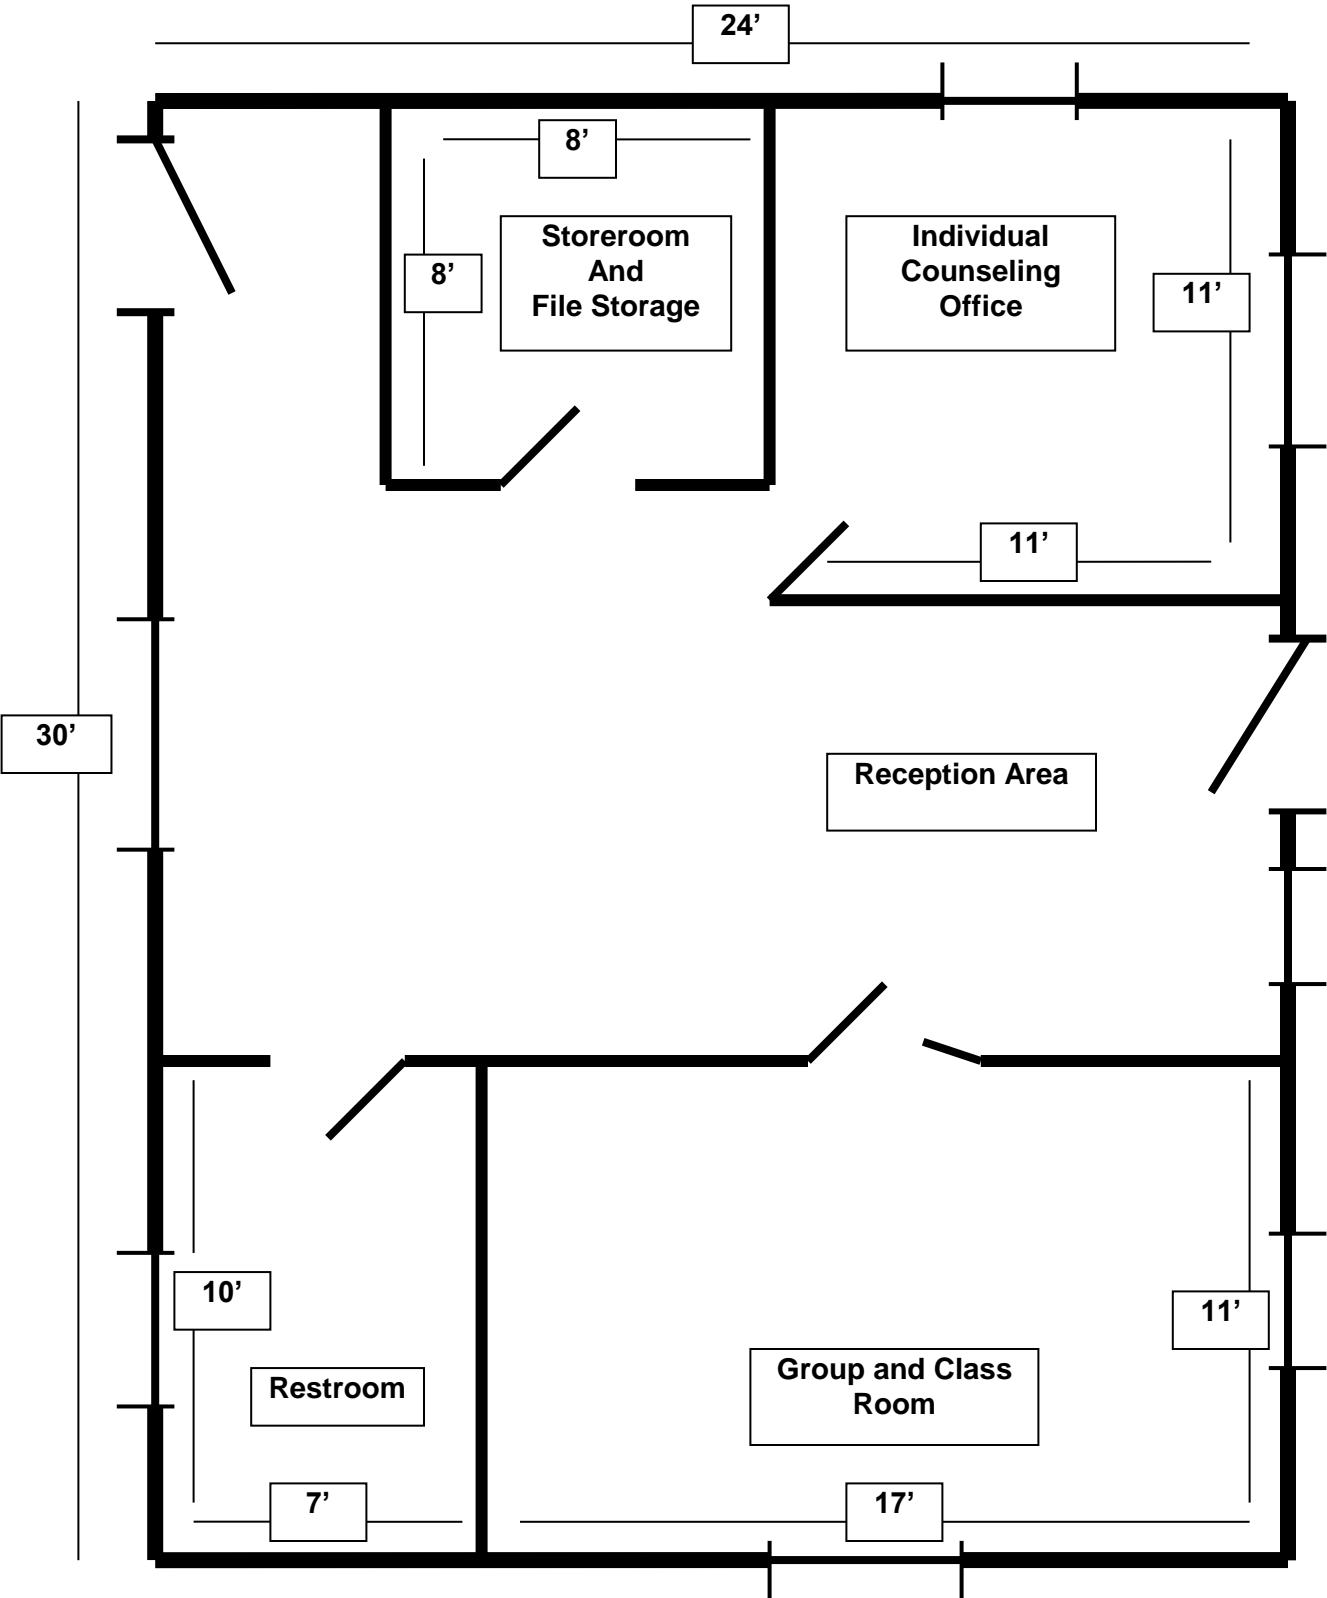 24’
8’
Storeroom
And
File Storage
8’
Individual
Counseling
Office
11’
11’
30’
Reception Area
10’
11’
Restroom
Group and Class
Room
7’
17’